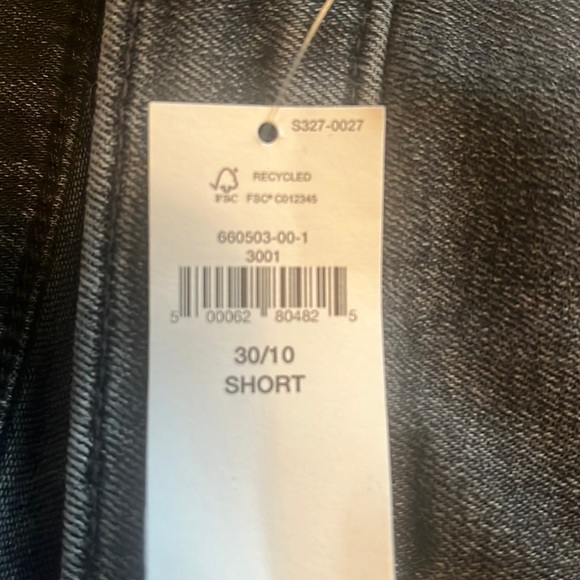 S327-0027
RECYCLED
FSC FSC® C012345
660503-00-1
3001
5 00062 80482 5
30/10
SHORT